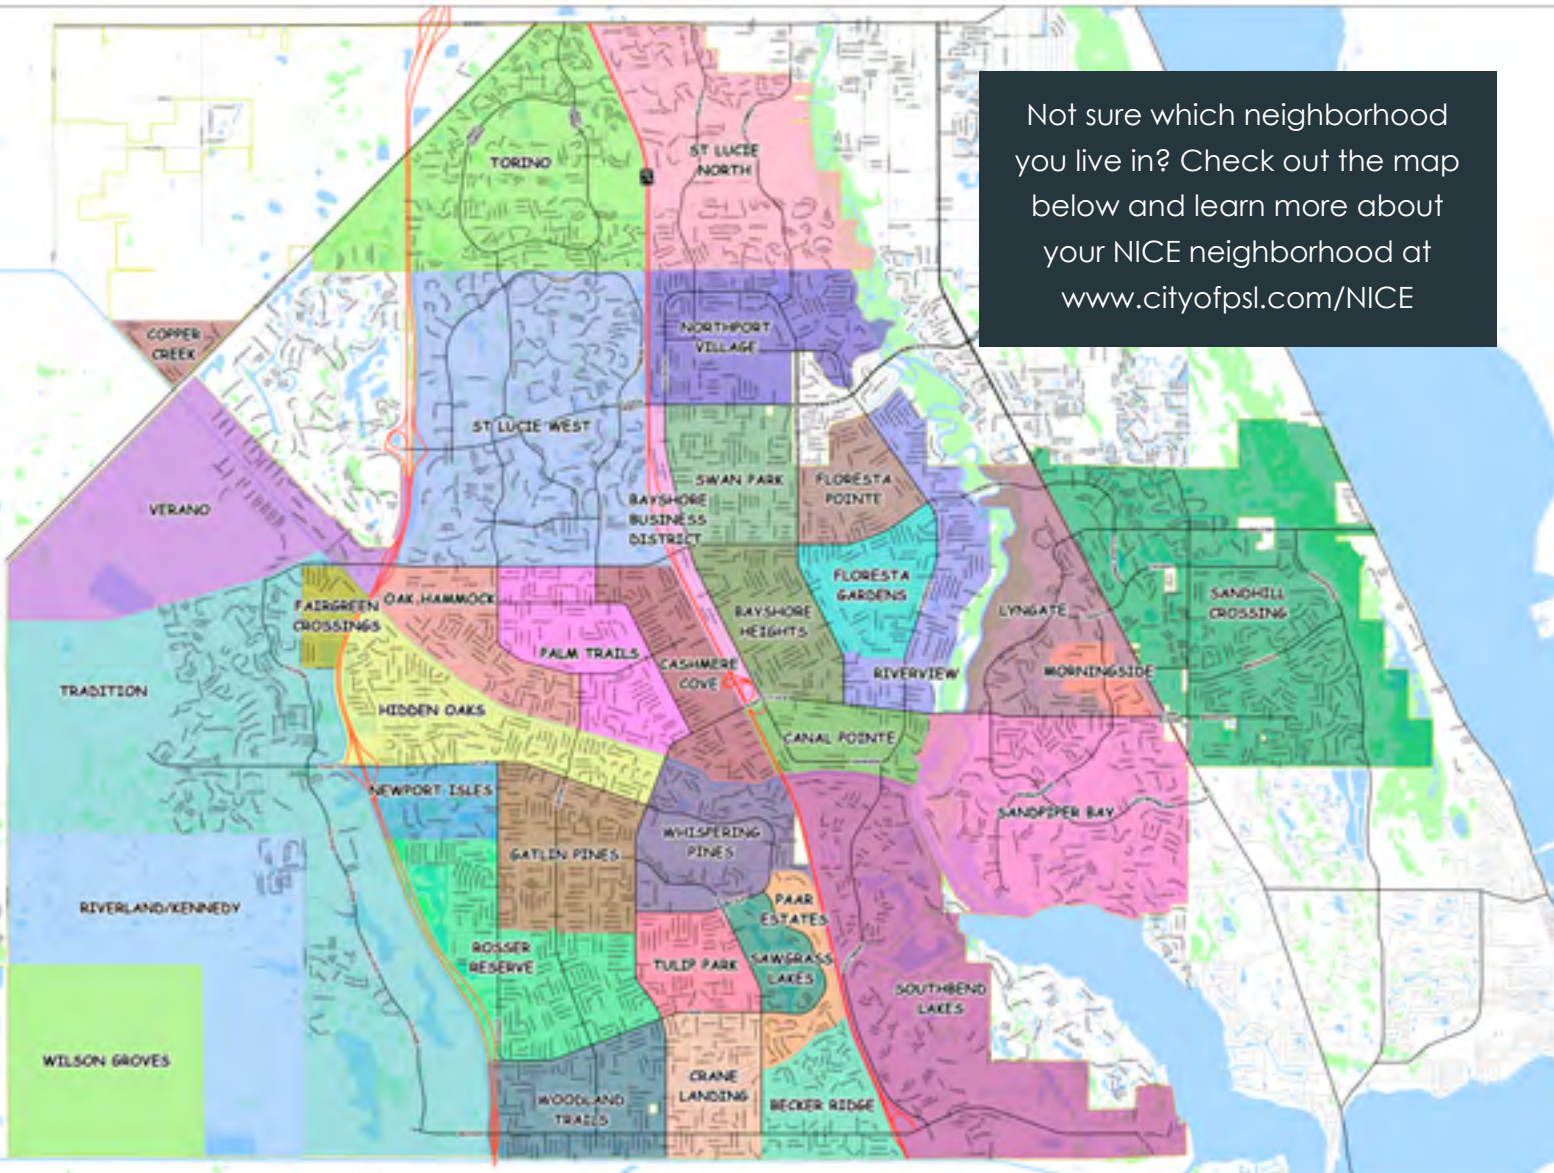 Not sure which neighborhood
you live in? Check out the map
below and learn more about
your NICE neighborhood at
www.cityofpsl.com/NICE
TORINO
ST LUCIE
NORTH
COPPER
CREEK
NORTHPORT
VILLAGE
ST LUCIE WEST
VERANO
SWAN PARK
FLORESTA
POINTE
BAYSHORE
BUSINESS
DISTRICT
FLORESTA
GARDENS
FAIRGREEN
CROSSINGS
OAK HAMMOCK
BAYSHORE
HEIGHTS
LYNGATE
SANDHILL
CROSSING
PALM TRAILS
CASHMERE
COVE
RIVERVIEW
MORNINGSIDE
TRADITION
HIDDEN OAKS
CANAL POINTE
NEWPORT ISLES
SANDPIPER BAY
WHISPERING
PINES
GATLIN PINES
RIVERLAND/KENNEDY
PAAR
ESTATES
ROSSER
RESERVE
TULIP PARK
SAWGRASS
LAKES
SOUTHBEND
LAKES
WILSON GROVES
WOODLAND
TRAILS
CRANE
LANDING
BECKER RIDGE